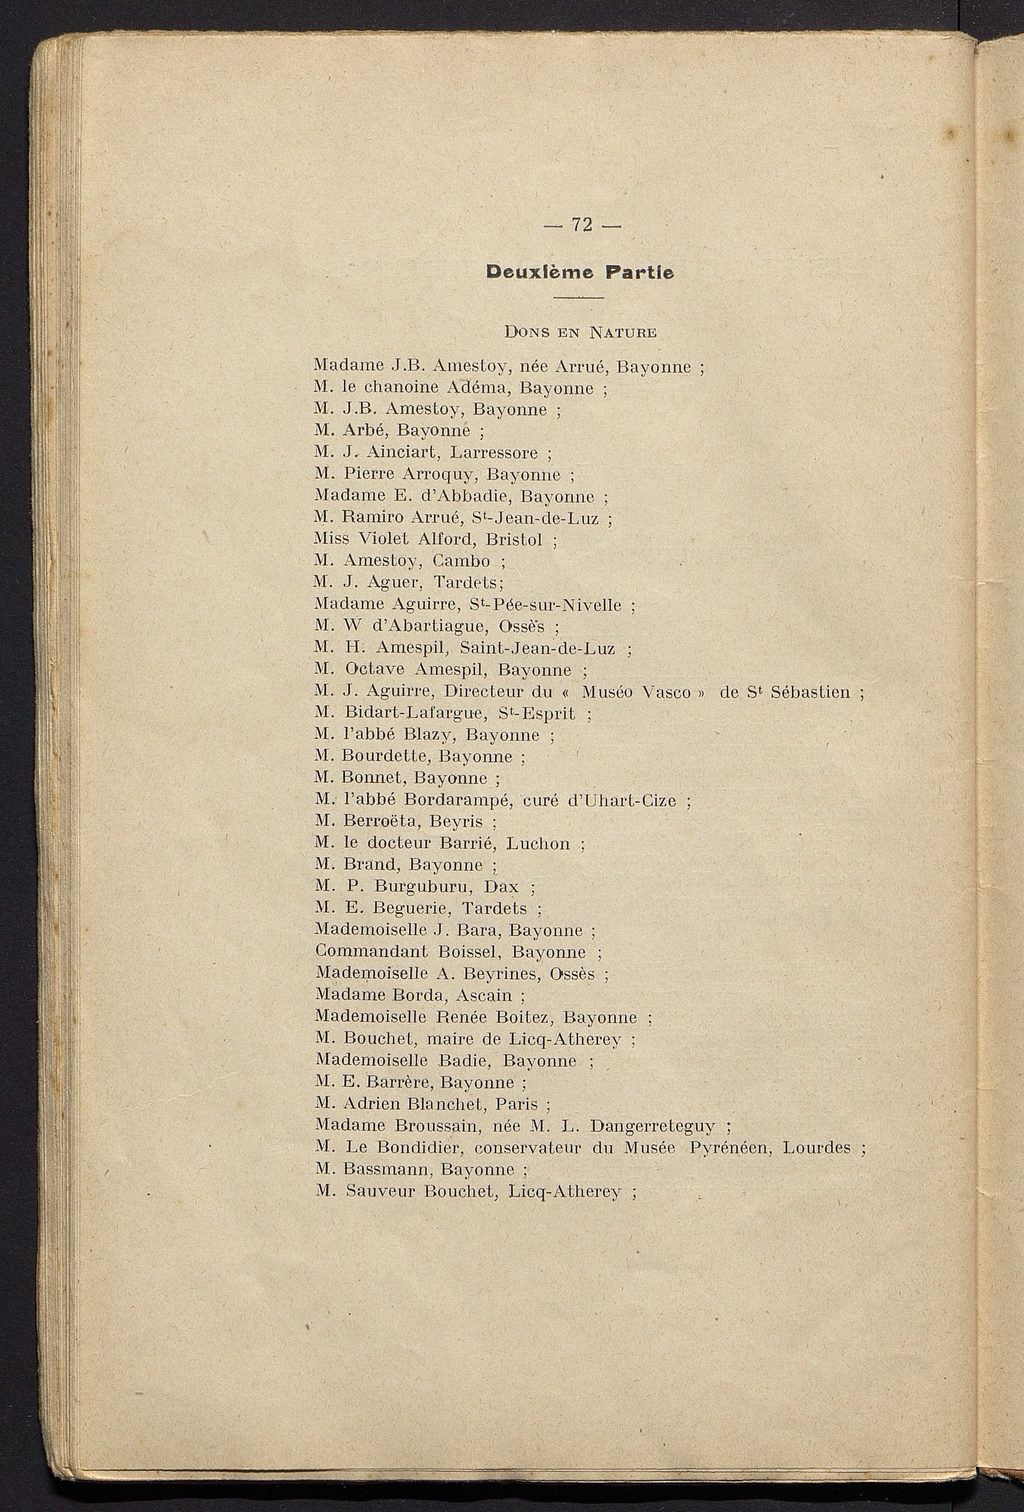 — 72 —
Deuxième Partie
DONS EN NATURE
Madame J.B. Amestoy, née Arrué, Bayonne ;
M. le chanoine Adéma, Bayonne ;
M. J.B. Amestoy, Bayonne ;
M. Arbé, Bayonne ;
M. J. Ainciart, Larressore ;
M. Pierre Arroquy, Bayonne ;
Madame E. d'Abbadie, Bayonne ;
M. Ramiro Arrué, St-Jean-de-Luz ;
Miss Violet Alford, Bristol ;
M. Amestoy, Cambo ;
M. J. Aguer, Tardets;
Madame Aguirre, St-Pée-sur-Nivelle ;
M. W d'Abartiague, Ossès ;
M. H. Amespil, Saint-Jean-de-Luz ;
M. Octave Amespil, Bayonne ;
M. J. Aguirre, Directeur du « Muséo Vasco » de St Sébastien ;
M. Bidart-Lafargue, St-Esprit ;
M. l'abbé Blazy, Bayonne ;
M. Bourdette, Bayonne ;
M. Bonnet, Bayonne ;
M. l'abbé Bordarampé, curé d'Uhart-Cize ;
M. Berroëta, Beyris ;
M. le docteur Barrié, Luchon ;
M. Brand, Bayonne ;
M. P. Burguburu, Dax ;
M. E. Beguerie, Tardets ;
Mademoiselle J. Bara, Bayonne ;
Commandant Boissel, Bayonne ;
Mademoiselle A. Beyrines, Ossès ;
Madame Borda, Ascain ;
Mademoiselle Renée Boitez, Bayonne ;
M. Bouchet, maire de Licq-Atherey ;
Mademoiselle Badie, Bayonne ;
M. E. Barrère, Bayonne ;
M. Adrien Blanchet, Paris ;
Madame Broussain, née M. L. Dangerreteguy ;
M. Le Bondidier, conservateur du Musée Pyrénéen, Lourdes ;
M. Bassmann, Bayonne ;
M. Sauveur Bouchet, Licq-Atherey ;